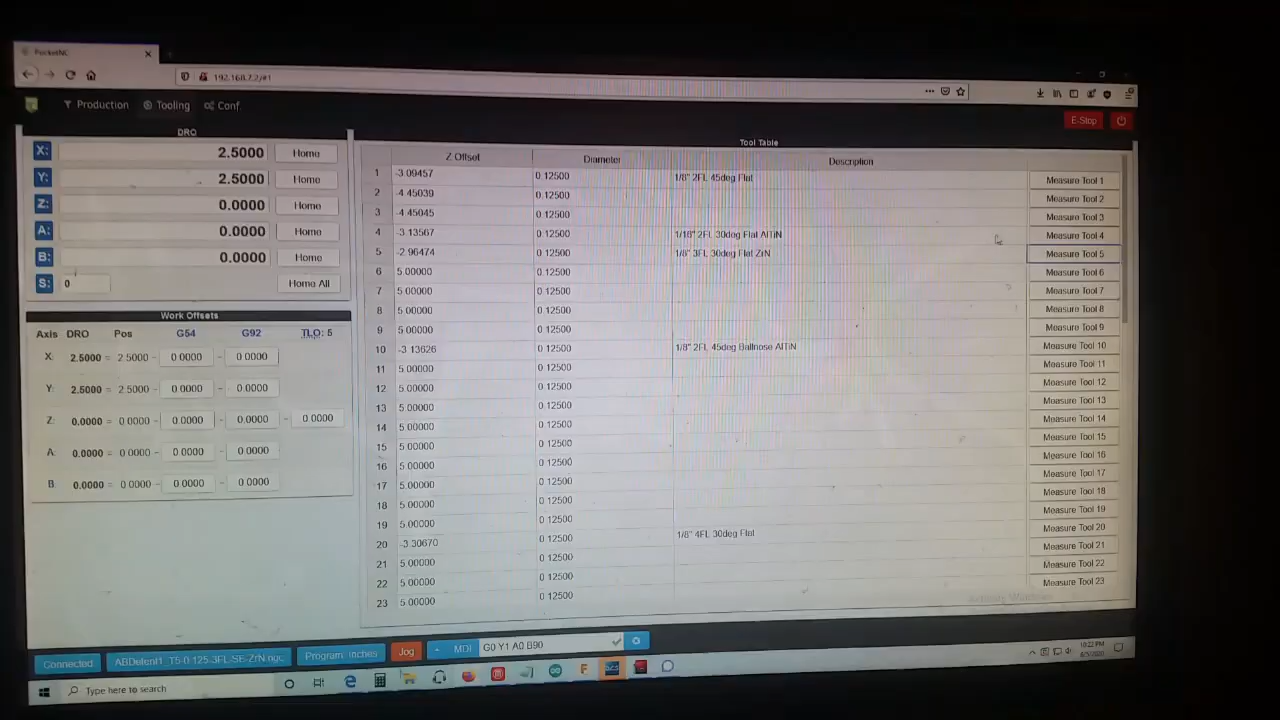 PocketNC
192.168.7.2/#1
Production Tooling Conf.
E-Stop
DRO
X: 2.5000 Home
Y: 2.5000 Home
Z: 0.0000 Home
A: 0.0000 Home
B: 0.0000 Home
S: 0 Home All
Work Offsets
Axis DRO Pos G54 G92 TLO: 5
X: 2.5000 = 2.5000 - 0.0000 - 0.0000
Y: 2.5000 = 2.5000 - 0.0000 - 0.0000
Z: 0.0000 = 0.0000 - 0.0000 - 0.0000 - 0.0000
A: 0.0000 = 0.0000 - 0.0000 - 0.0000
B: 0.0000 = 0.0000 - 0.0000 - 0.0000
Tool Table
Z Offset Diameter Description
1 -3.09457 0.12500 1/8" 2FL 45deg Flat Measure Tool 1
2 -4.45039 0.12500 Measure Tool 2
3 -4.45045 0.12500 Measure Tool 3
4 -3.13567 0.12500 1/16" 2FL 30deg Flat AlTiN Measure Tool 4
5 -2.96474 0.12500 1/8" 3FL 30deg Flat ZrN Measure Tool 5
6 5.00000 0.12500 Measure Tool 6
7 5.00000 0.12500 Measure Tool 7
8 5.00000 0.12500 Measure Tool 8
9 5.00000 0.12500 Measure Tool 9
10 -3.13626 0.12500 1/8" 2FL 45deg Ballnose AlTiN Measure Tool 10
11 5.00000 0.12500 Measure Tool 11
12 5.00000 0.12500 Measure Tool 12
13 5.00000 0.12500 Measure Tool 13
14 5.00000 0.12500 Measure Tool 14
15 5.00000 0.12500 Measure Tool 15
16 5.00000 0.12500 Measure Tool 16
17 5.00000 0.12500 Measure Tool 17
18 5.00000 0.12500 Measure Tool 18
19 5.00000 0.12500 Measure Tool 19
20 -3.30670 0.12500 1/8" 4FL 30deg Flat Measure Tool 20
21 5.00000 0.12500 Measure Tool 21
22 5.00000 0.12500 Measure Tool 22
23 5.00000 0.12500 Measure Tool 23
Activate Windows
Connected Program: Inches Jog MDI G0 Y1 A0 B90
Type here to search
10:22 PM